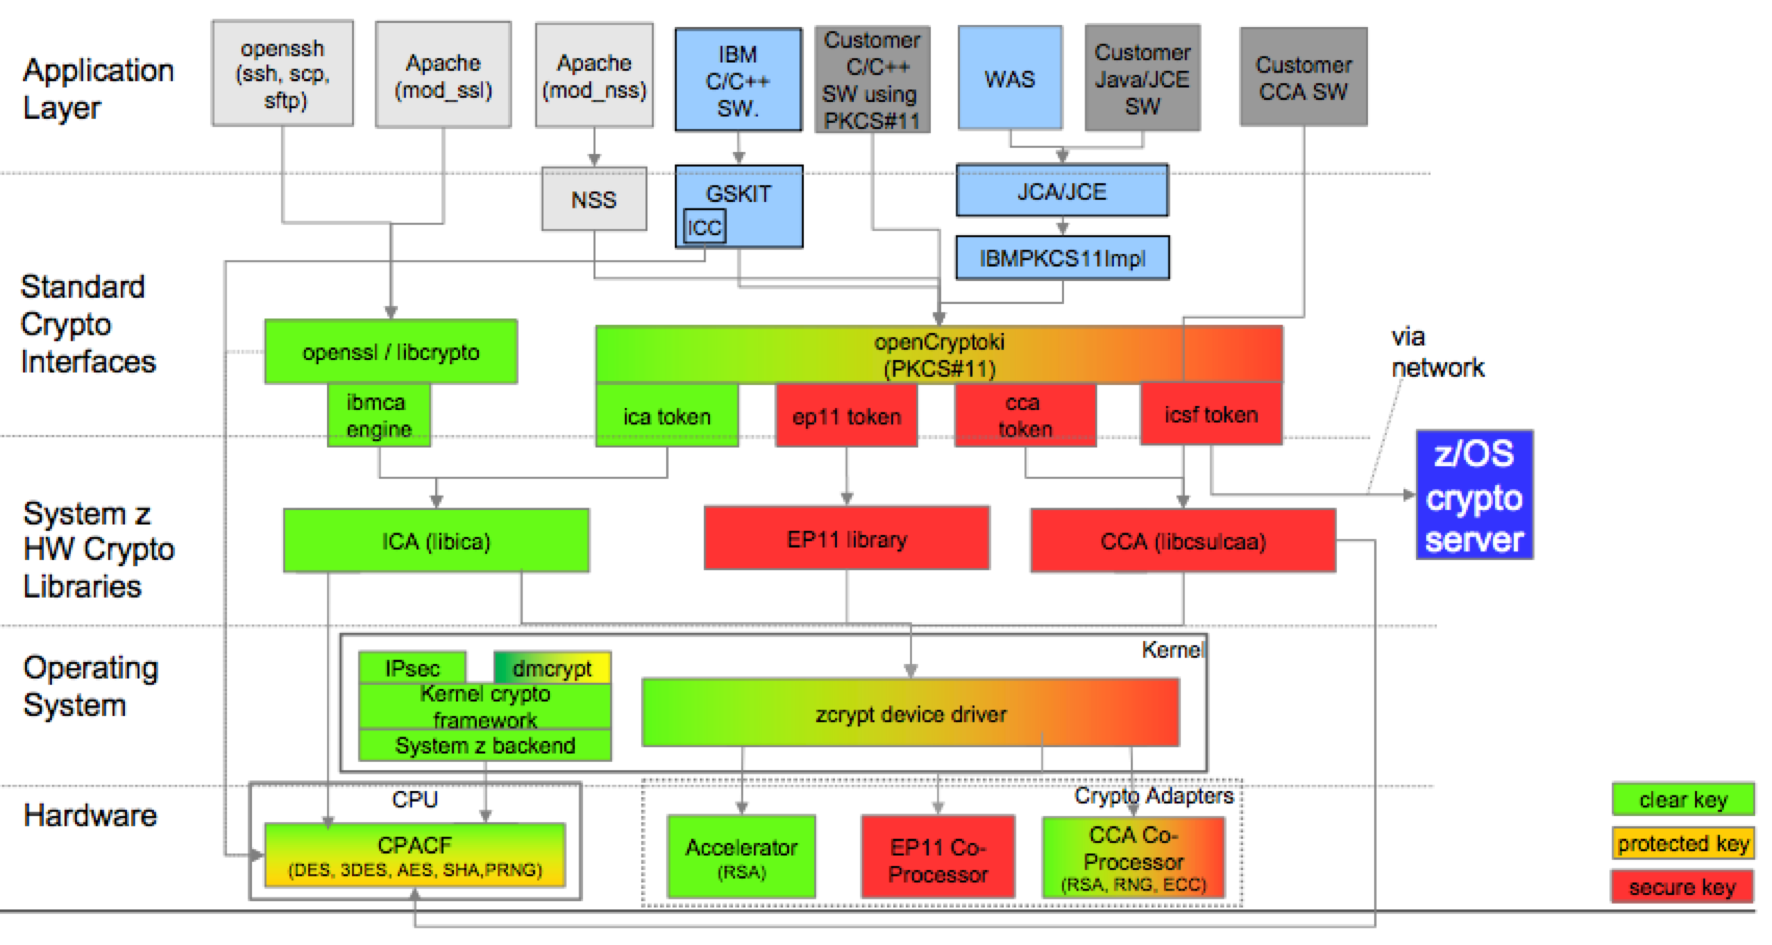 Application
Layer
openssh
(ssh, scp,
sftp)
Apache
(mod_ssl)
Apache
(mod_nss)
IBM
C/C++
SW.
Customer
C/C++
SW using
PKCS#11
WAS
Customer
Java/JCE
SW
Customer
CCA SW
NSS
GSKIT
ICC
JCA/JCE
IBMPKCS11Impl
Standard
Crypto
Interfaces
openssl / libcrypto
ibmca
engine
openCryptoki
(PKCS#11)
ica token
ep11 token
cca
token
icsf token
via
network
z/OS
crypto
server
System z
HW Crypto
Libraries
ICA (libica)
EP11 library
CCA (libcsulcaa)
Operating
System
Kernel
IPsec
dmcrypt
Kernel crypto
framework
System z backend
zcrypt device driver
Hardware
CPU
CPACF
(DES, 3DES, AES, SHA,PRNG)
Crypto Adapters
Accelerator
(RSA)
EP11 Co-
Processor
CCA Co-
Processor
(RSA, RNG, ECC)
clear key
protected key
secure key